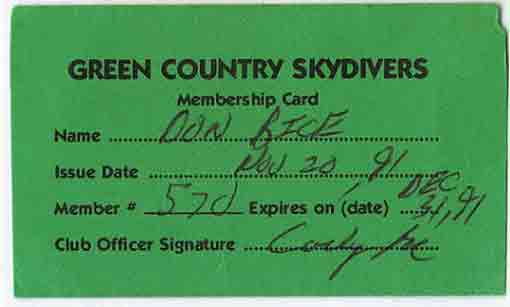 GREEN COUNTRY SKYDIVERS
Membership Card
Name DON RICE
Issue Date NOV 20 91
Member # 570 Expires on (date) DEC 31, 91
Club Officer Signature